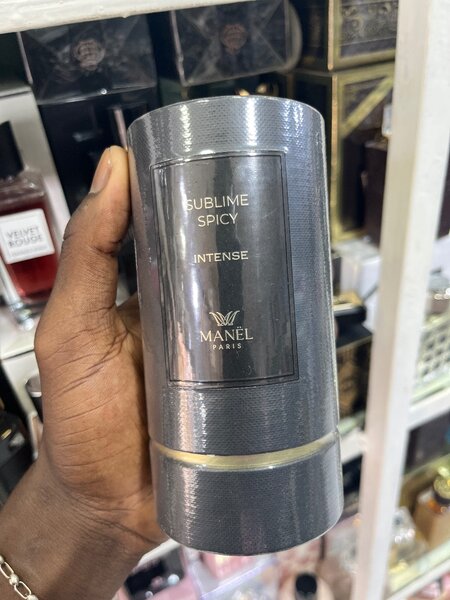 SUBLIME
SPICY
INTENSE
MANËL
PARIS
VELVET
ROUGE